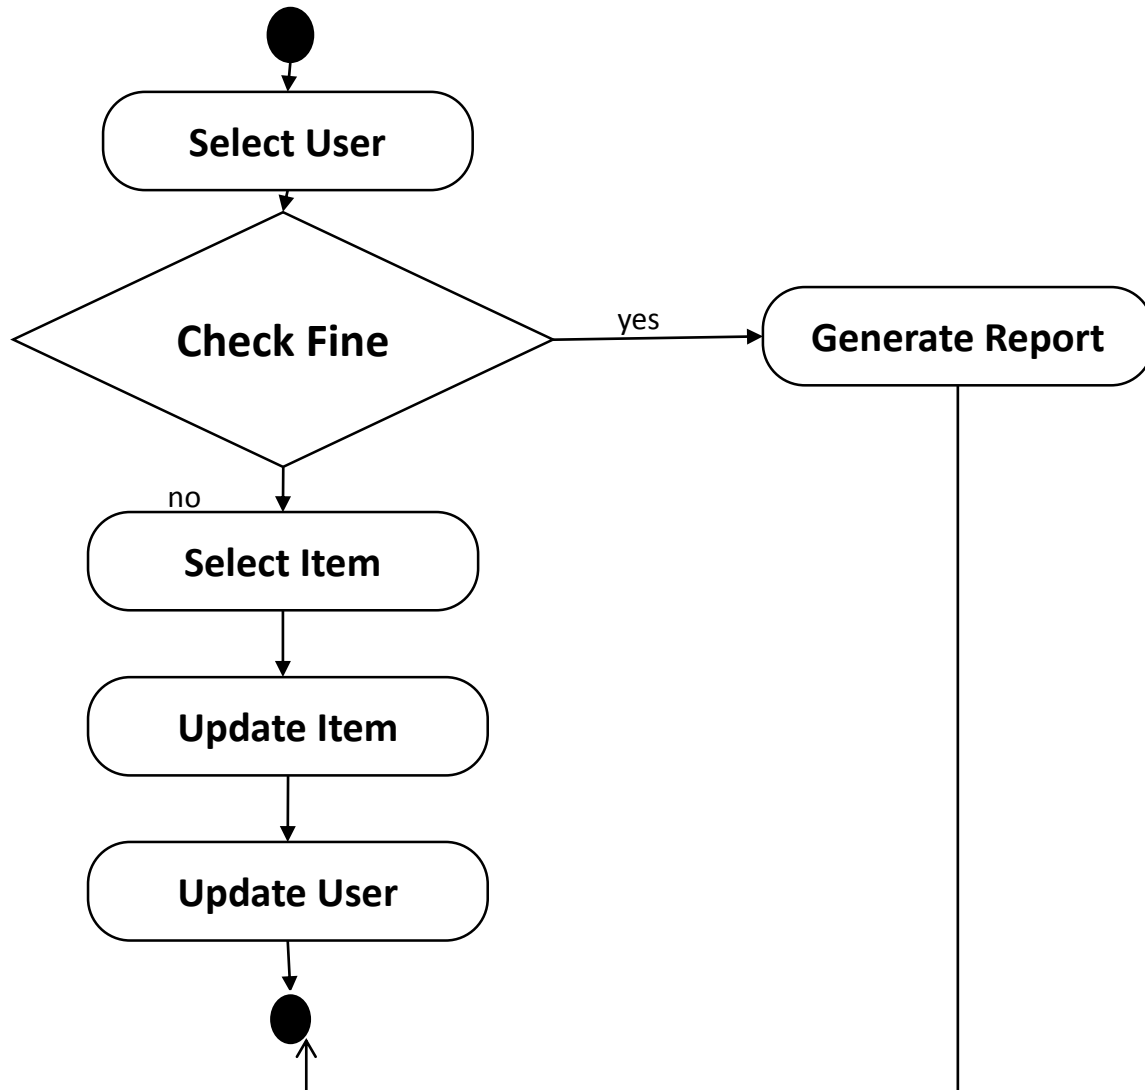 Select User
Check Fine
yes
Generate Report
no
Select Item
Update Item
Update User